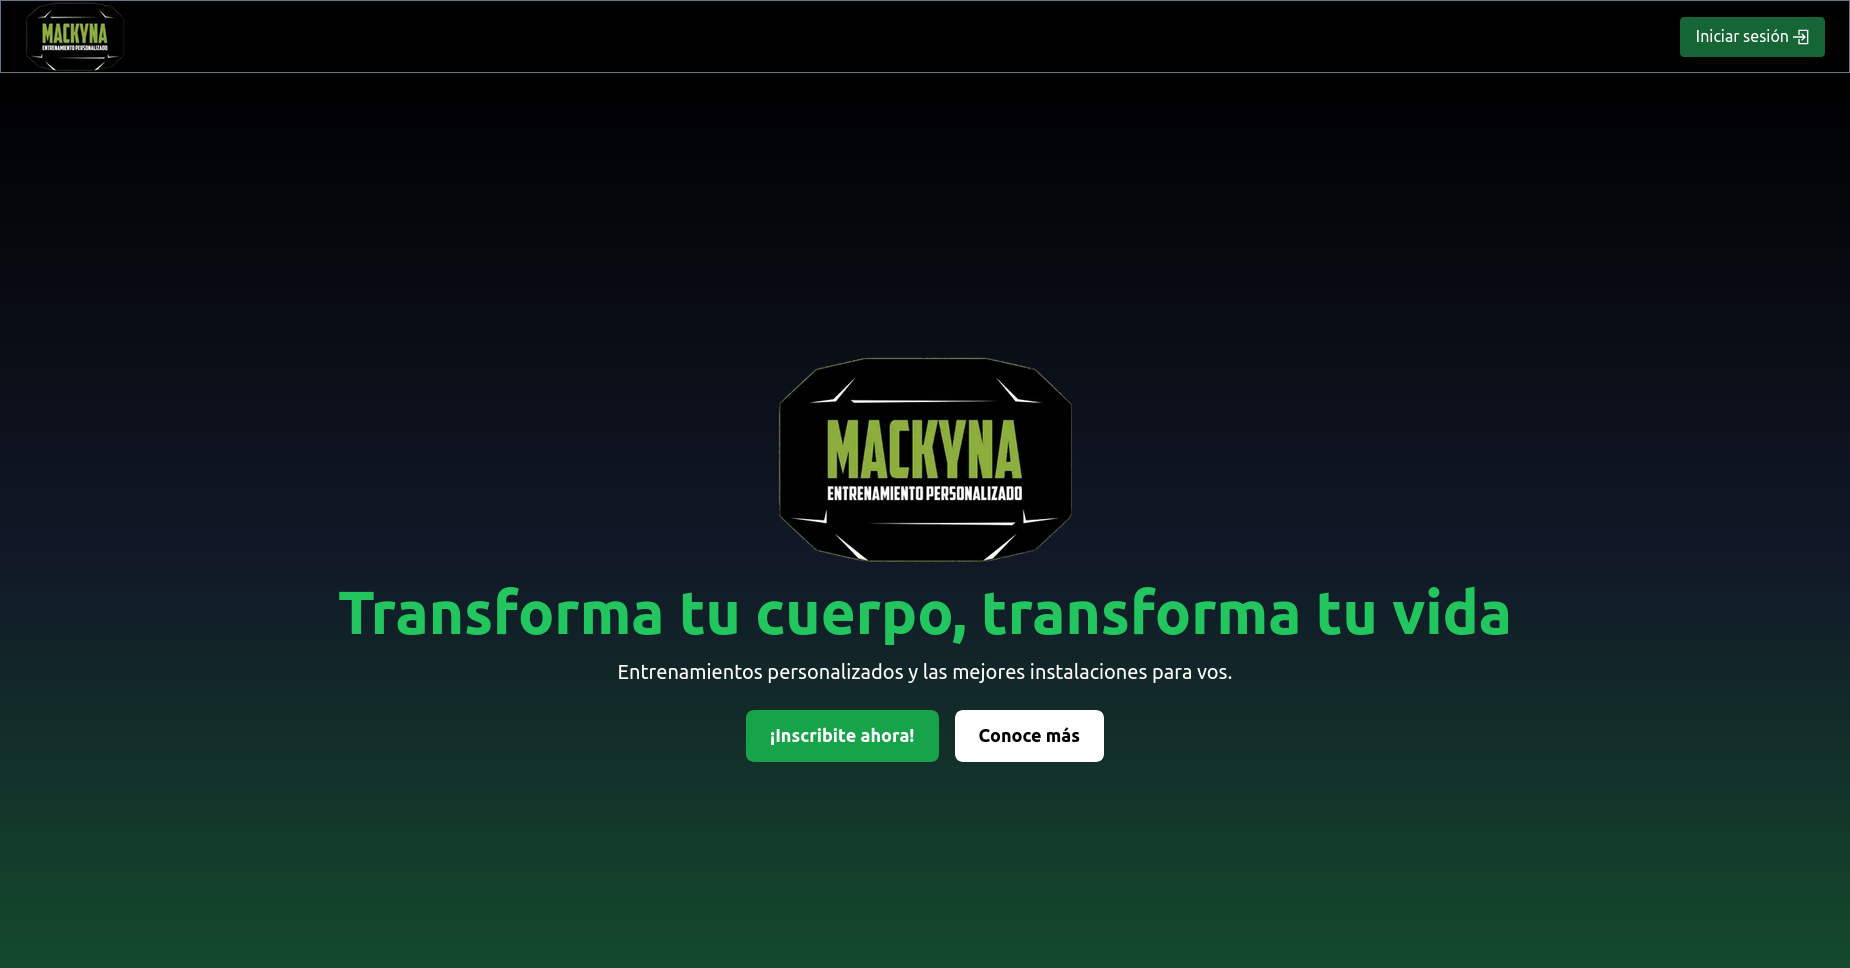 MACKYNA
ENTRENAMIENTO PERSONALIZADO
Iniciar sesión
MACKYNA
ENTRENAMIENTO PERSONALIZADO
Transforma tu cuerpo, transforma tu vida
Entrenamientos personalizados y las mejores instalaciones para vos.
¡Inscribite ahora!
Conoce más